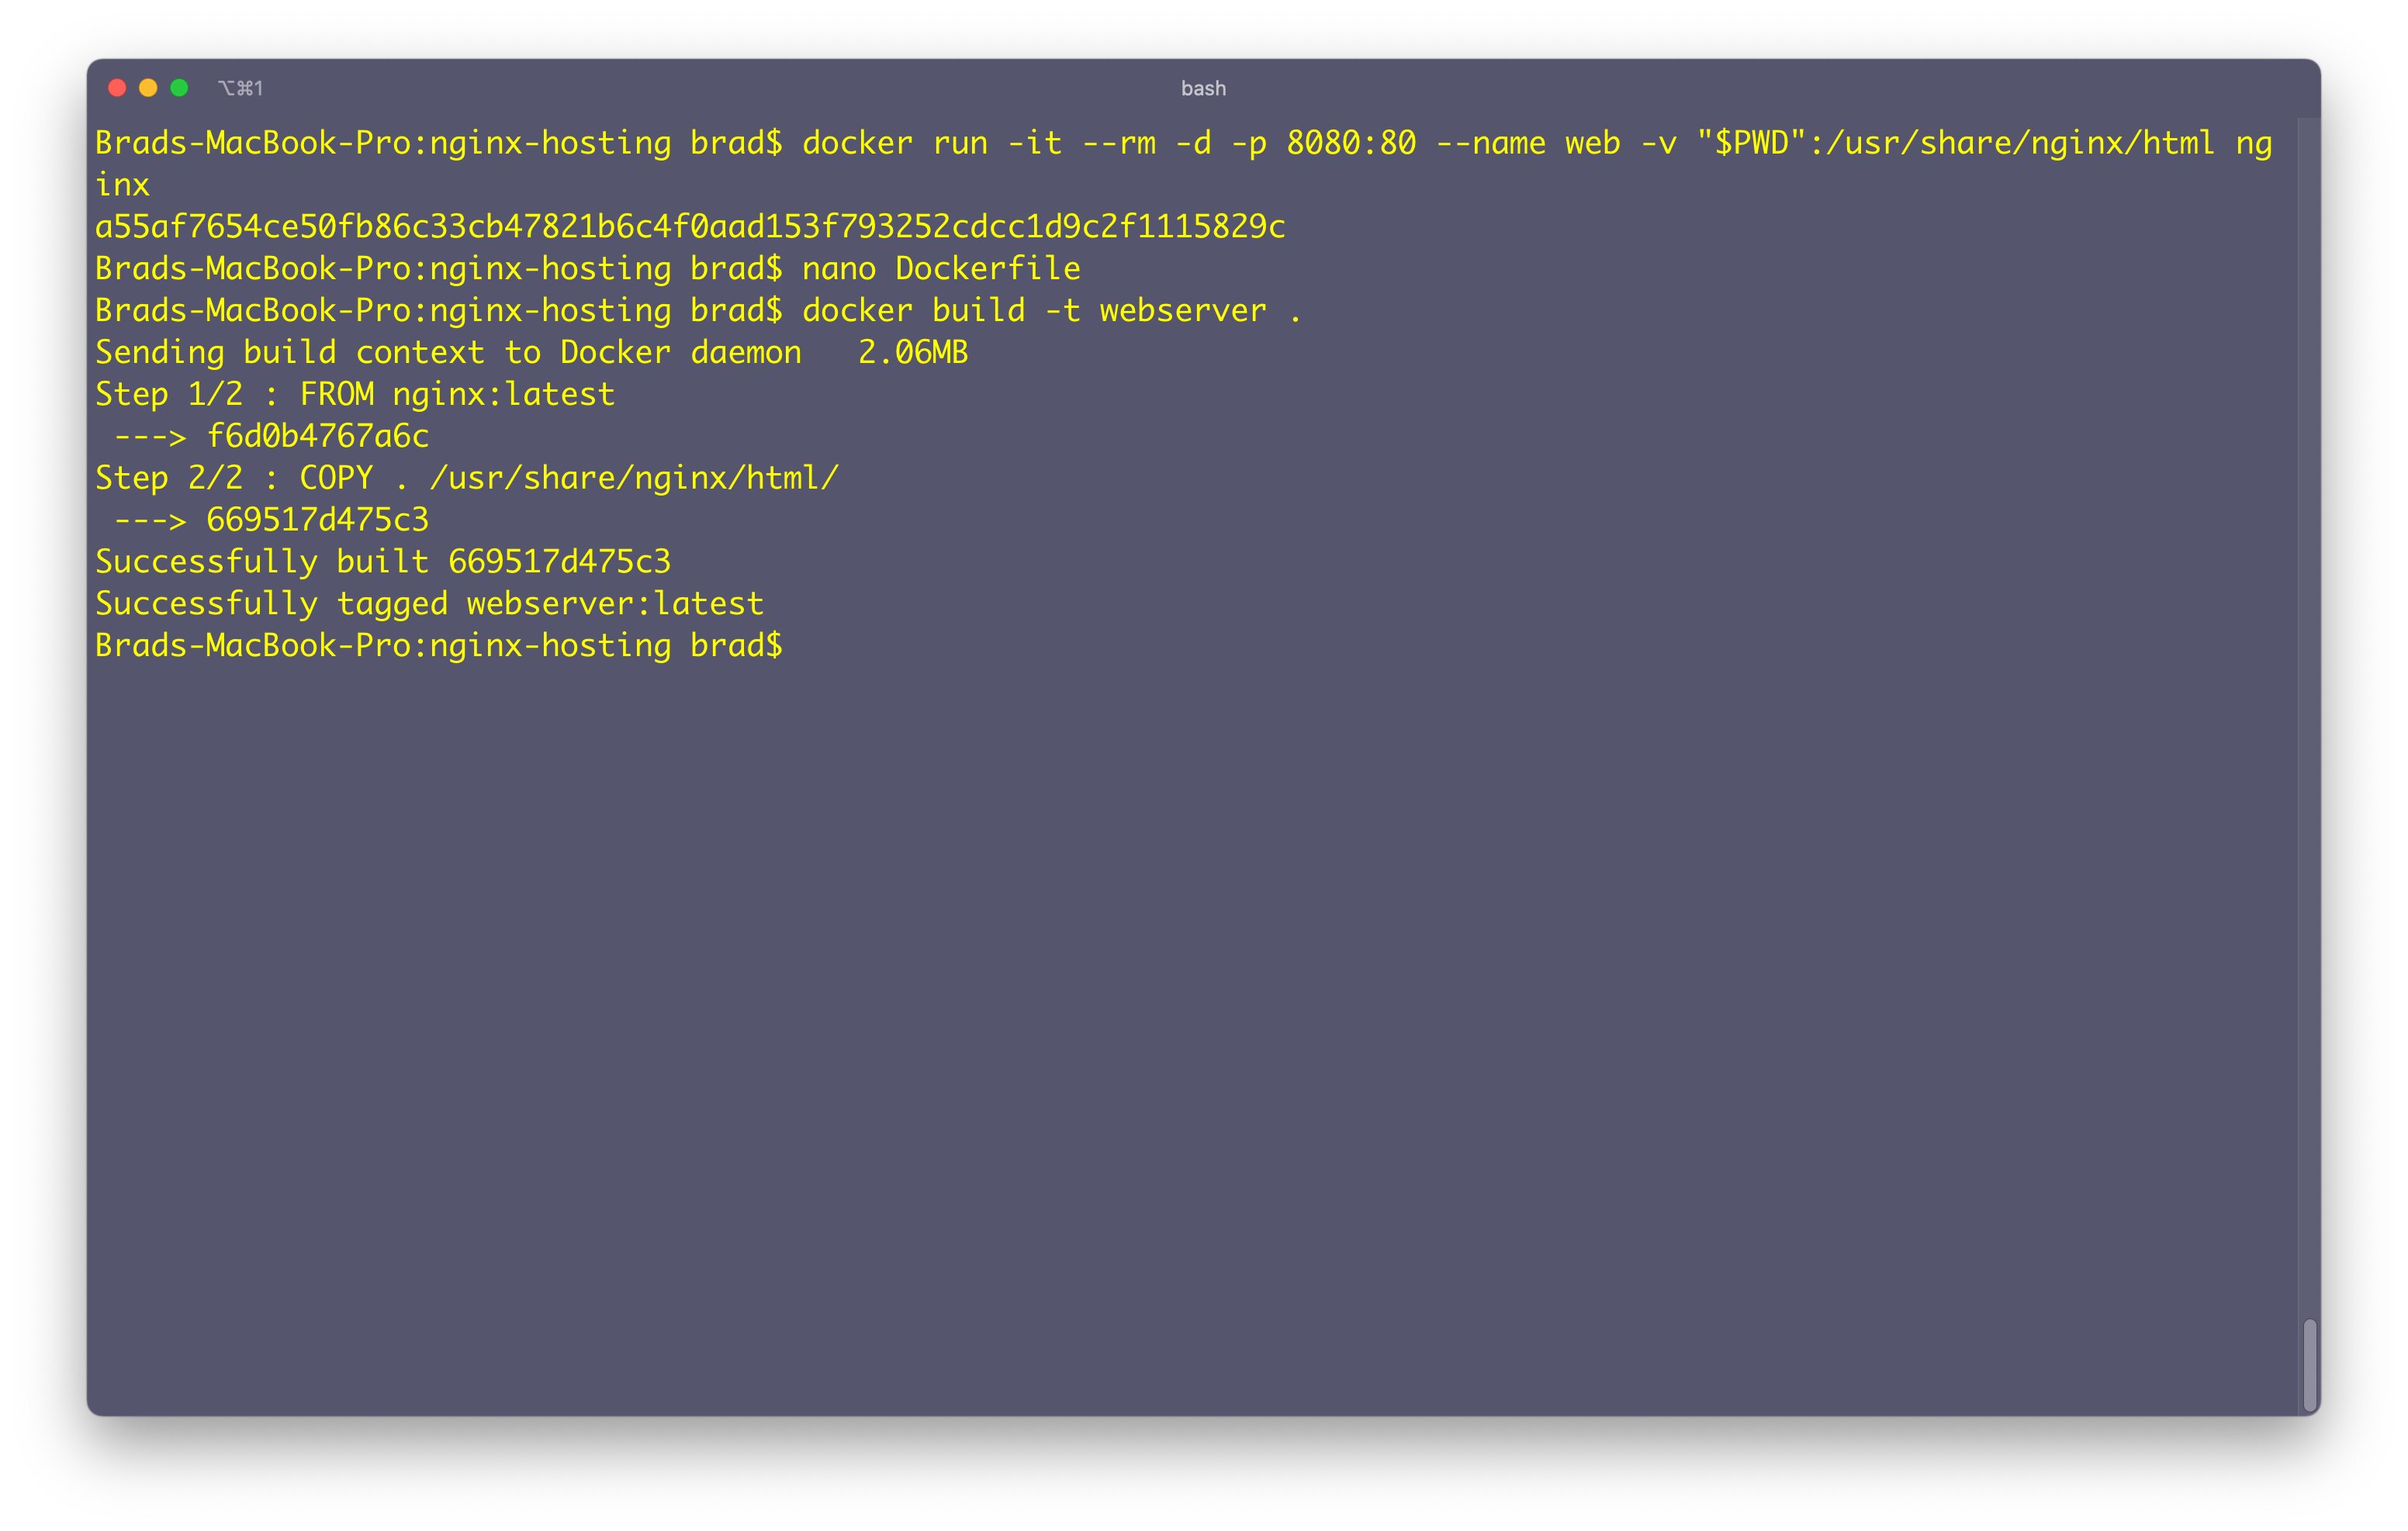 ⌥⌘1
bash
Brads-MacBook-Pro:nginx-hosting brad$ docker run -it --rm -d -p 8080:80 --name web -v "$PWD":/usr/share/nginx/html ng
inx
a55af7654ce50fb86c33cb47821b6c4f0aad153f793252cdcc1d9c2f1115829c
Brads-MacBook-Pro:nginx-hosting brad$ nano Dockerfile
Brads-MacBook-Pro:nginx-hosting brad$ docker build -t webserver .
Sending build context to Docker daemon   2.06MB
Step 1/2 : FROM nginx:latest
 ---> f6d0b4767a6c
Step 2/2 : COPY . /usr/share/nginx/html/
 ---> 669517d475c3
Successfully built 669517d475c3
Successfully tagged webserver:latest
Brads-MacBook-Pro:nginx-hosting brad$